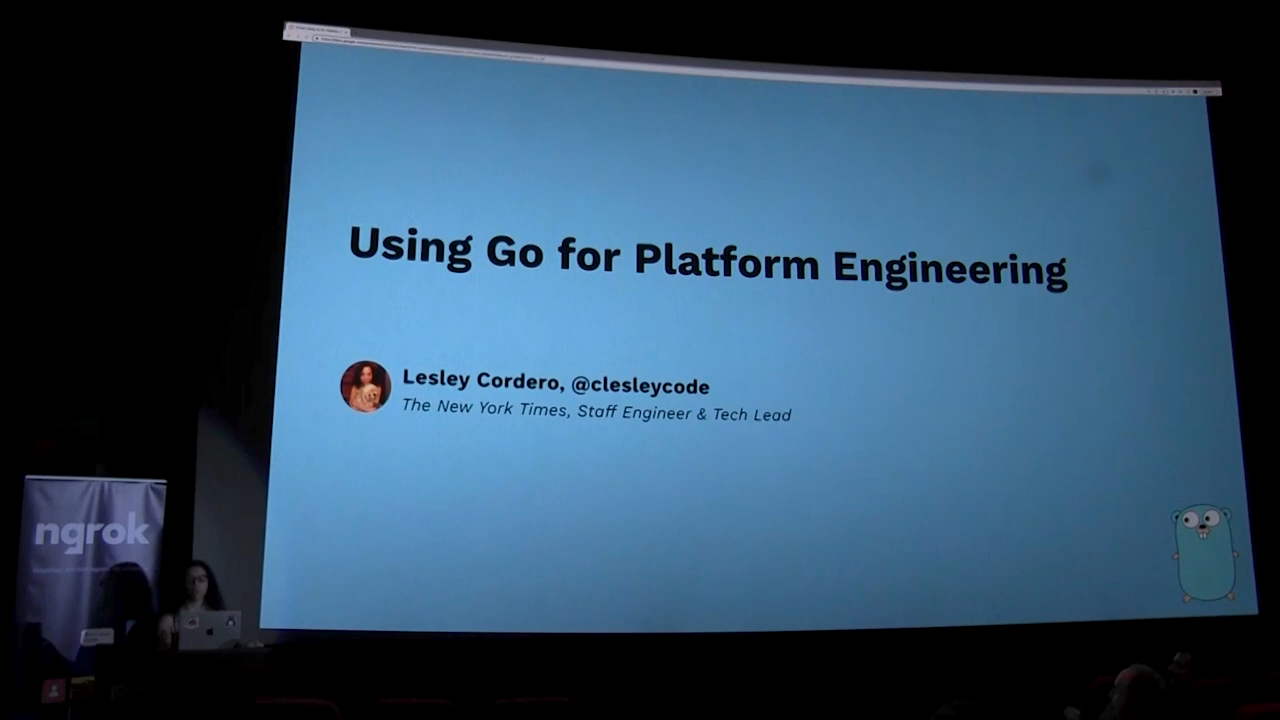 Using Go for Platform Engineering
Lesley Cordero, @clesleycode
The New York Times, Staff Engineer & Tech Lead
ngrok